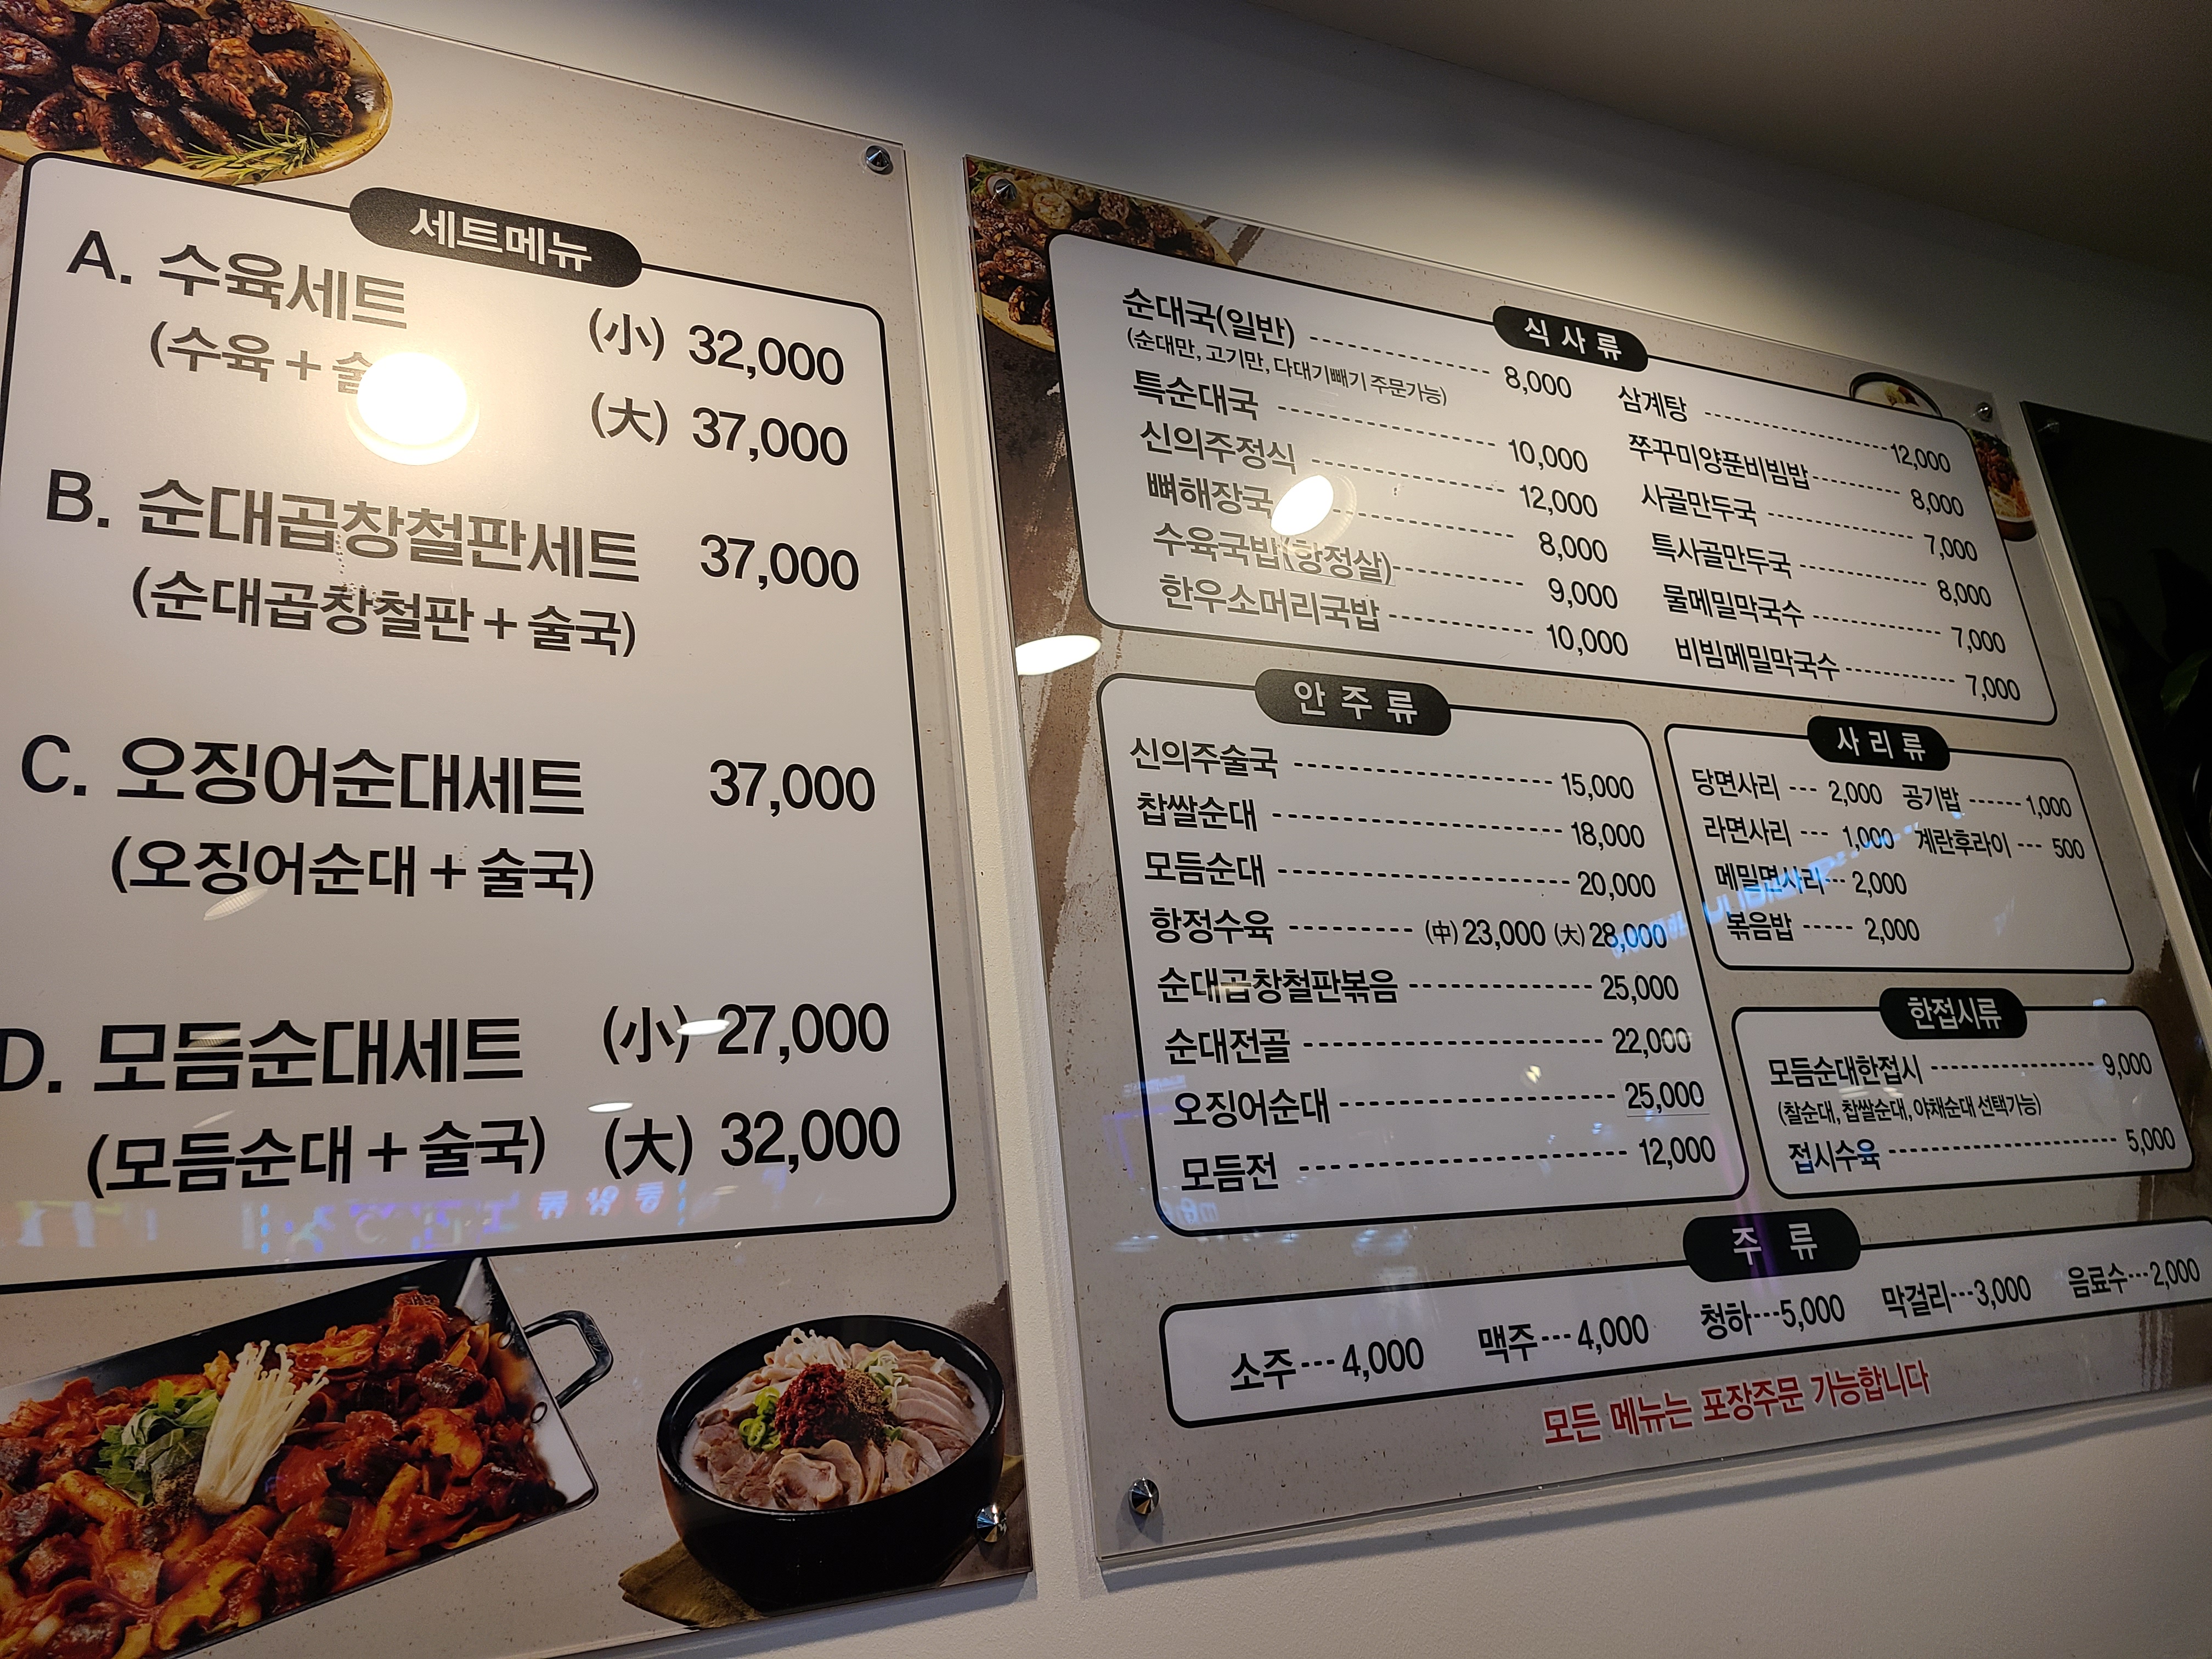 세트메뉴
A. 수육세트 (小) 32,000
(수육 + 술
(大) 37,000
B. 순대곱창철판세트 37,000
(순대곱창철판 + 술국)
C. 오징어순대세트 37,000
(오징어순대 + 술국)
D. 모듬순대세트 (小) 27,000
(모듬순대 + 술국) (大) 32,000
식사류
순대국(일반) 8,000
(순대만, 고기만, 다대기빼기 주문가능)
특순대국 10,000
신의주정식 12,000
뼈해장국 8,000
수육국밥(항정살) 9,000
한우소머리국밥 10,000
삼계탕 12,000
쭈꾸미양푼비빔밥 8,000
사골만두국 7,000
특사골만두국 8,000
물메밀막국수 7,000
비빔메밀막국수 7,000
안주류
신의주술국 15,000
찹쌀순대 18,000
모듬순대 20,000
항정수육 (中) 23,000 (大) 28,000
순대곱창철판볶음 25,000
순대전골 22,000
오징어순대 25,000
모듬전 12,000
사리류
당면사리 --- 2,000 공기밥 ------ 1,000
라면사리 --- 1,000 계란후라이 --- 500
메밀면사리 --- 2,000
볶음밥 ----- 2,000
한접시류
모듬순대한접시 9,000
(찰순대, 찹쌀순대, 야채순대 선택가능)
접시수육 5,000
주류
소주---4,000 맥주---4,000 청하---5,000 막걸리---3,000 음료수---2,000
모든 메뉴는 포장주문 가능합니다